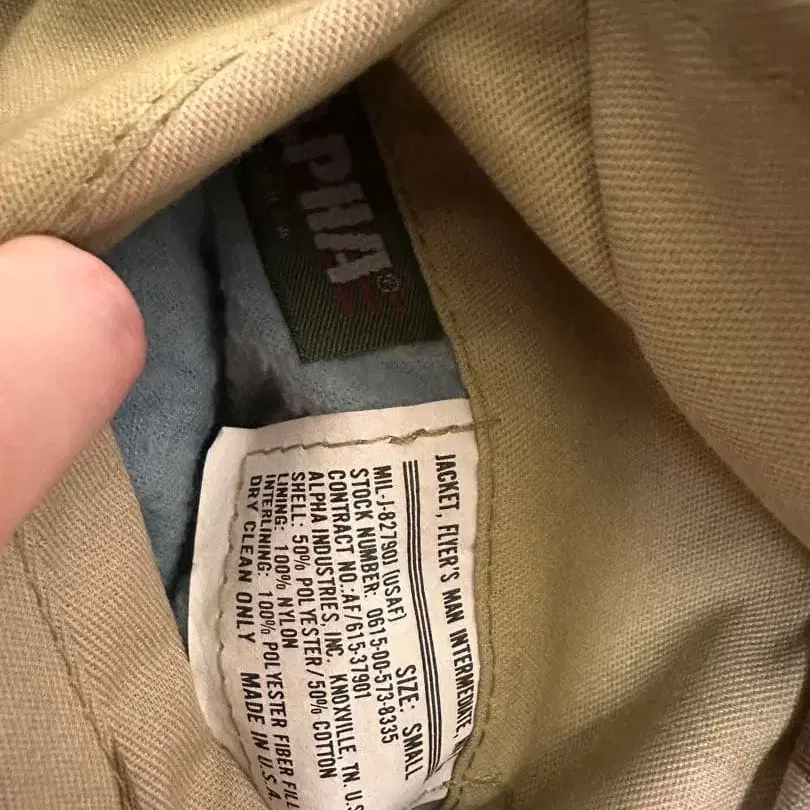 ALPHA®
JACKET, FLYER'S MAN INTERMEDIATE,
SIZE: SMALL
MIL-J-82790J (USAF)
STOCK NUMBER: 0615-00-573-8335
CONTRACT NO.:AF/615-37901
ALPHA INDUSTRIES, INC. KNOXVILLE, TN. U.S
SHELL: 50% POLYESTER/50% COTTON
LINING: 100% NYLON
INTERLINING: 100% POLYESTER FIBER FILL
DRY CLEAN ONLY MADE IN U.S.A.